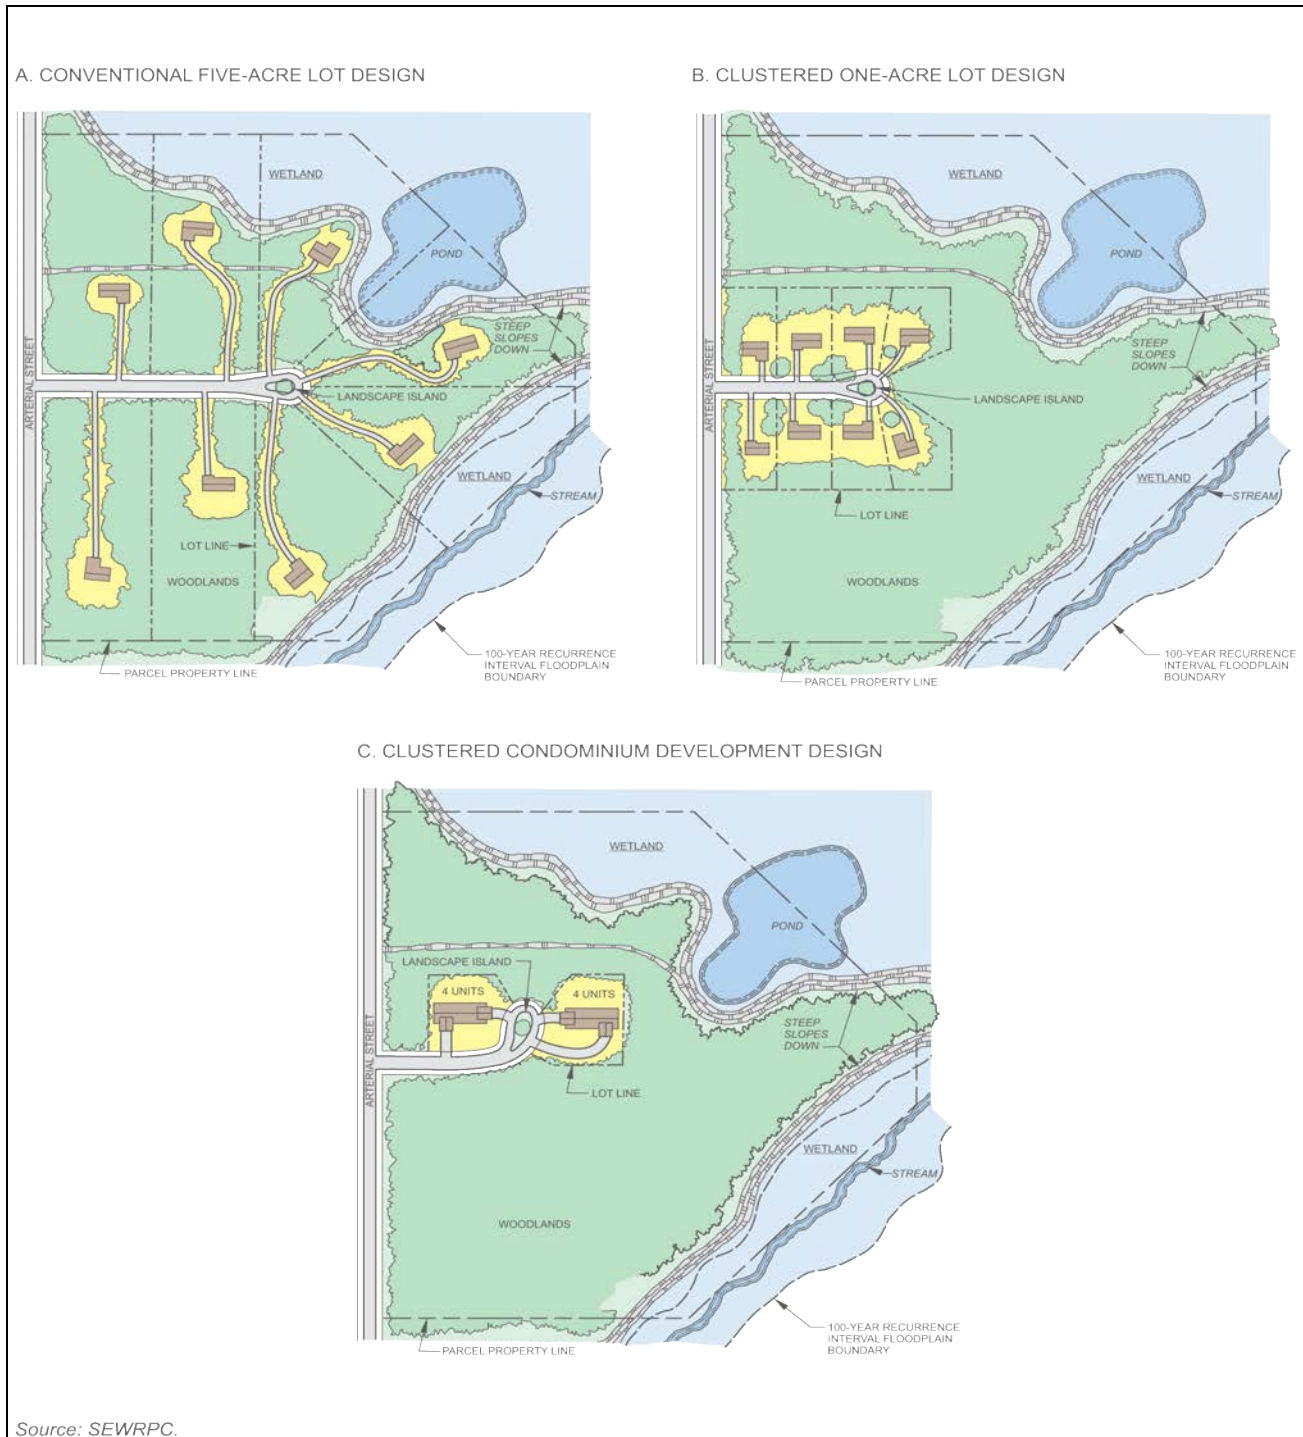 A. CONVENTIONAL FIVE-ACRE LOT DESIGN
WETLAND
POND
STEEP
SLOPES
DOWN
ARTERIAL STREET
LANDSCAPE ISLAND
WETLAND
STREAM
LOT LINE
WOODLANDS
100-YEAR RECURRENCE
INTERVAL FLOODPLAIN
BOUNDARY
PARCEL PROPERTY LINE
B. CLUSTERED ONE-ACRE LOT DESIGN
WETLAND
POND
STEEP
SLOPES
DOWN
ARTERIAL STREET
LANDSCAPE ISLAND
WETLAND
STREAM
LOT LINE
WOODLANDS
100-YEAR RECURRENCE
INTERVAL FLOODPLAIN
BOUNDARY
PARCEL PROPERTY LINE
C. CLUSTERED CONDOMINIUM DEVELOPMENT DESIGN
WETLAND
POND
LANDSCAPE ISLAND
4 UNITS
4 UNITS
STEEP
SLOPES
DOWN
ARTERIAL STREET
LOT LINE
WETLAND
STREAM
WOODLANDS
100-YEAR RECURRENCE
INTERVAL FLOODPLAIN
BOUNDARY
PARCEL PROPERTY LINE
Source: SEWRPC.